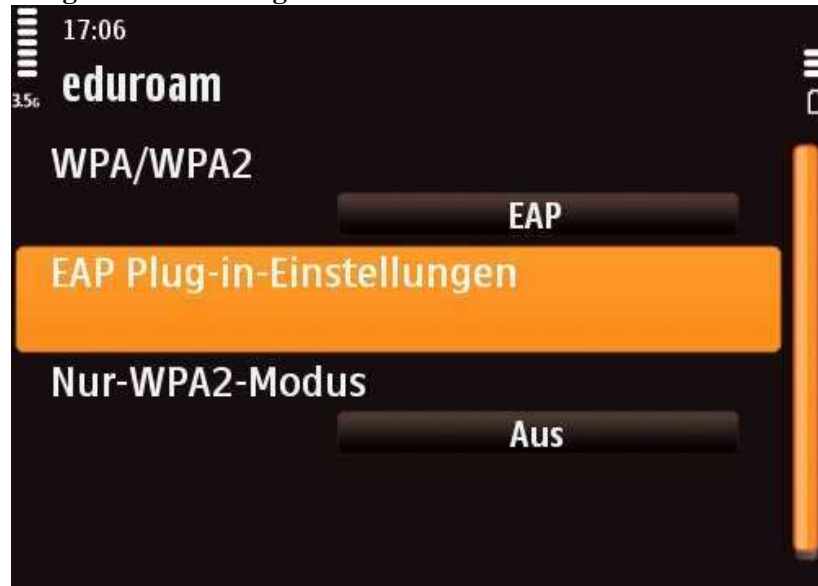 17:06
3.5G
eduroam
WPA/WPA2
EAP
EAP Plug-in-Einstellungen
Nur-WPA2-Modus
Aus